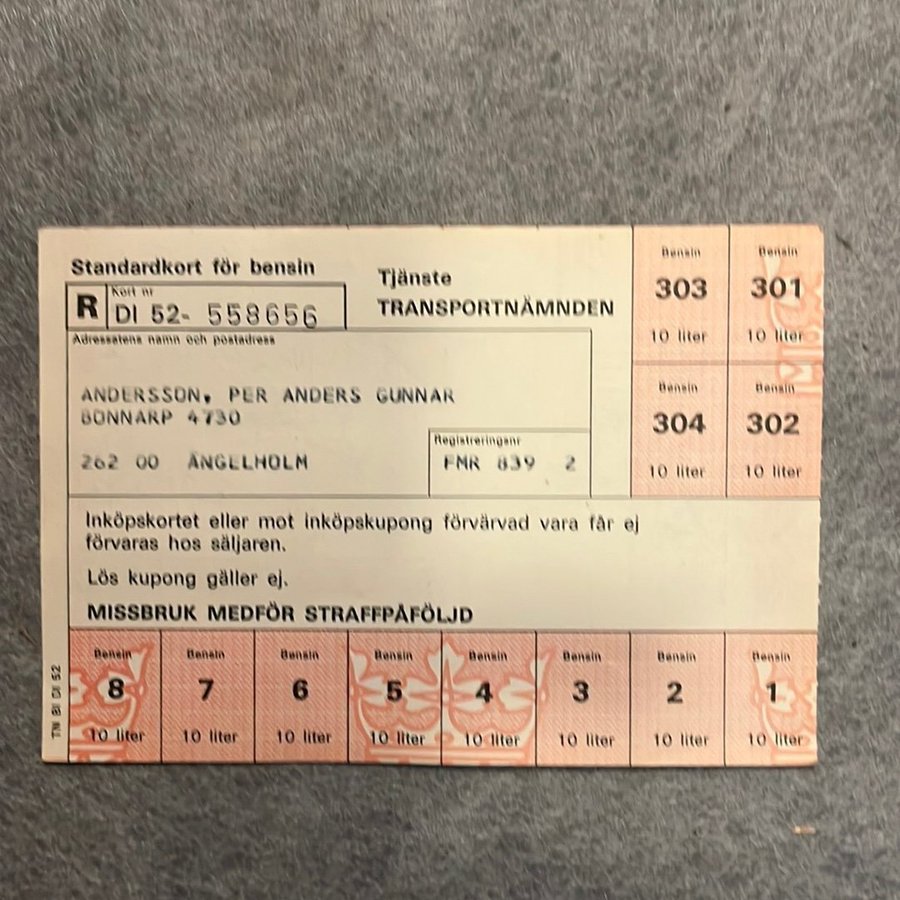 Standardkort för bensin
R
Kort nr
DI 52- 558656
Tjänste
TRANSPORTNÄMNDEN
Adressatens namn och postadress
ANDERSSON, PER ANDERS GUNNAR
BONNARP 4730
262 00 ÄNGELHOLM
Registreringsnr
FMR 839 2
Bensin
303
10 liter
Bensin
301
10 liter
Bensin
304
10 liter
Bensin
302
10 liter
Inköpskortet eller mot inköpskupong förvärvad vara får ej
förvaras hos säljaren.
Lös kupong gäller ej.
MISSBRUK MEDFÖR STRAFFPÅFÖLJD
TN BI DI 52
Bensin
8
10 liter
Bensin
7
10 liter
Bensin
6
10 liter
Bensin
5
10 liter
Bensin
4
10 liter
Bensin
3
10 liter
Bensin
2
10 liter
Bensin
1
10 liter